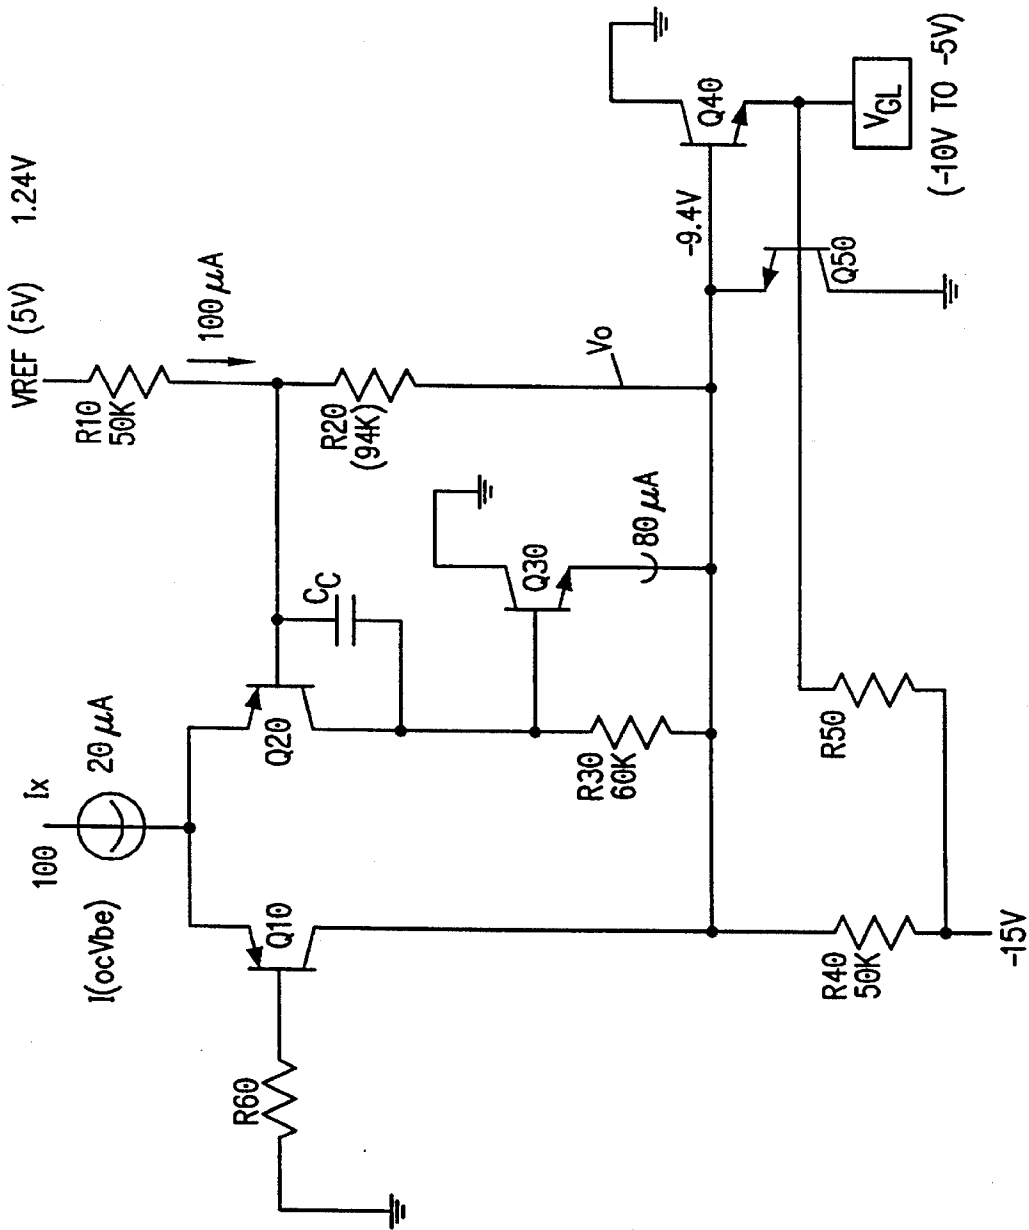 VREF (5V) 1.24V
R10
50K
100 μA
R20
(94K)
Vo
-9.4V
Q40
VGL
(-10V TO -5V)
Q50
100 Ix
20 μA
I(ocVbe)
Q10
Q20
CC
Q30
80 μA
R30
60K
R60
R40
50K
R50
-15V